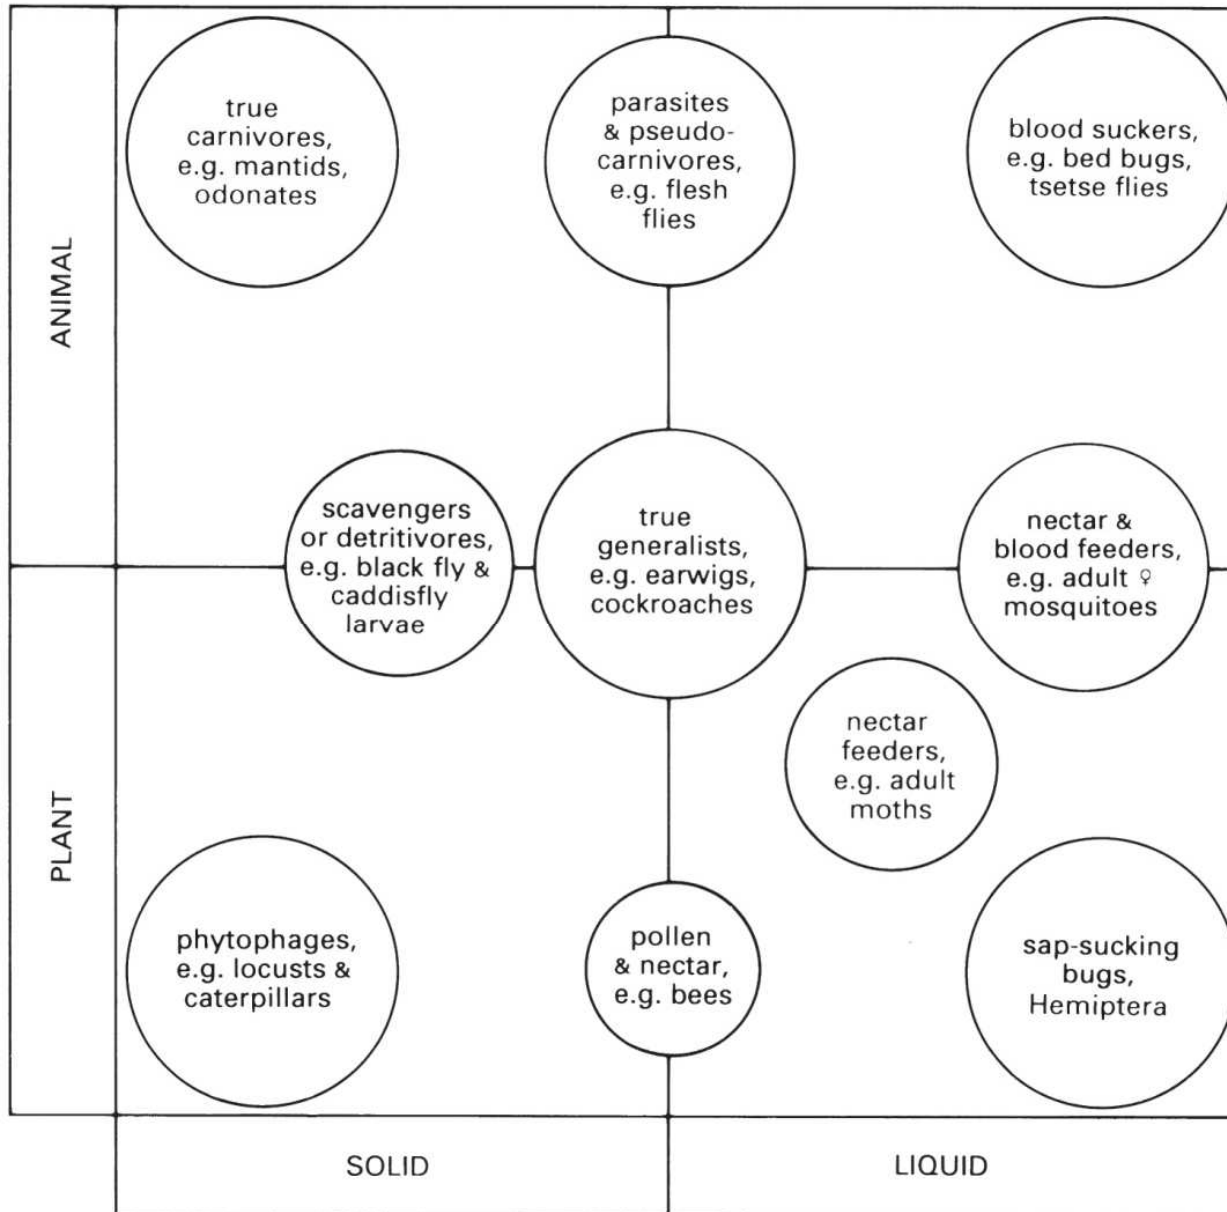 ANIMAL
true
carnivores,
e.g. mantids,
odonates
parasites
& pseudo-
carnivores,
e.g. flesh
flies
blood suckers,
e.g. bed bugs,
tsetse flies
scavengers
or detritivores,
e.g. black fly &
caddisfly
larvae
true
generalists,
e.g. earwigs,
cockroaches
nectar &
blood feeders,
e.g. adult ♀
mosquitoes
PLANT
nectar
feeders,
e.g. adult
moths
phytophages,
e.g. locusts &
caterpillars
pollen
& nectar,
e.g. bees
sap-sucking
bugs,
Hemiptera
SOLID
LIQUID